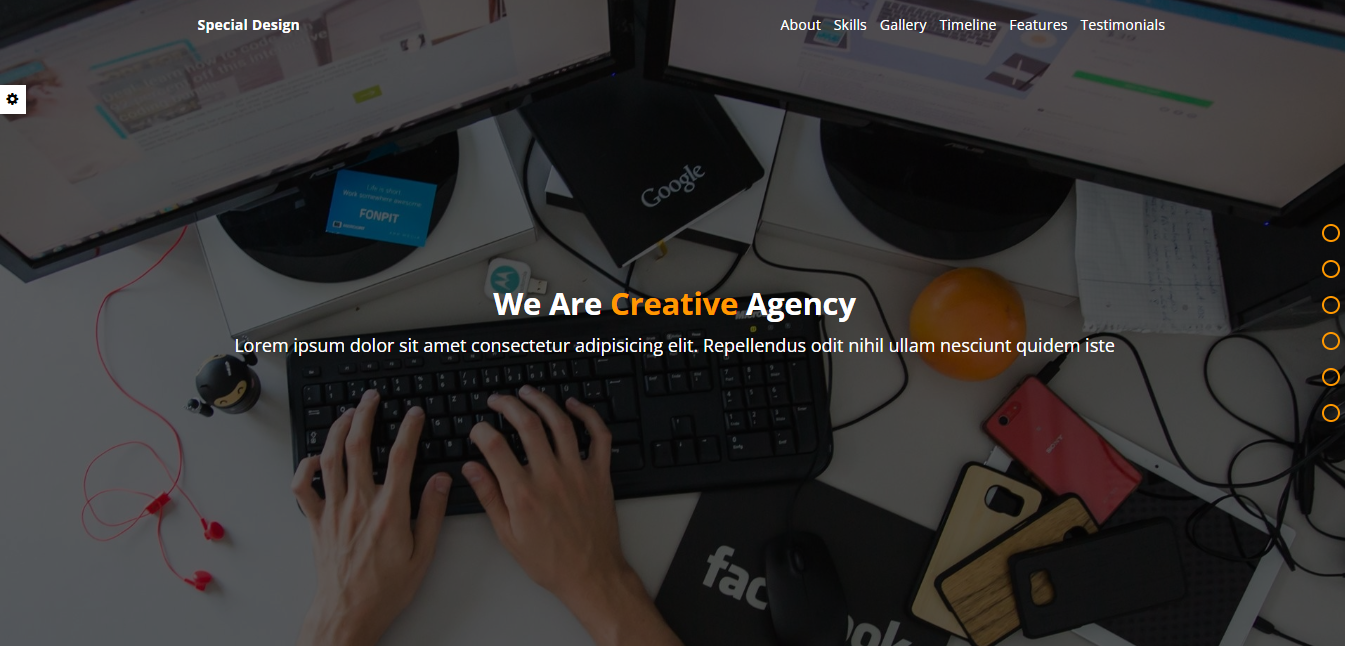 Special Design
About Skills Gallery Timeline Features Testimonials
Google
FONPIT
We Are Creative Agency
Lorem ipsum dolor sit amet consectetur adipisicing elit. Repellendus odit nihil ullam nesciunt quidem iste
SONY